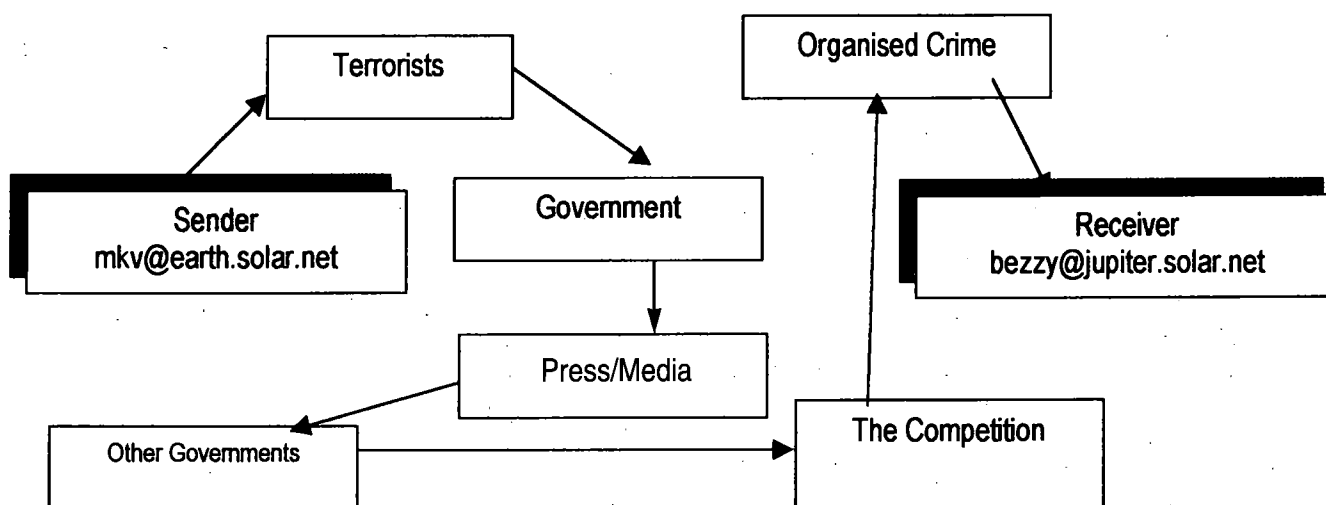 Terrorists
Organised Crime
Sender
mkv@earth.solar.net
Government
Receiver
bezzy@jupiter.solar.net
Press/Media
Other Governments
The Competition